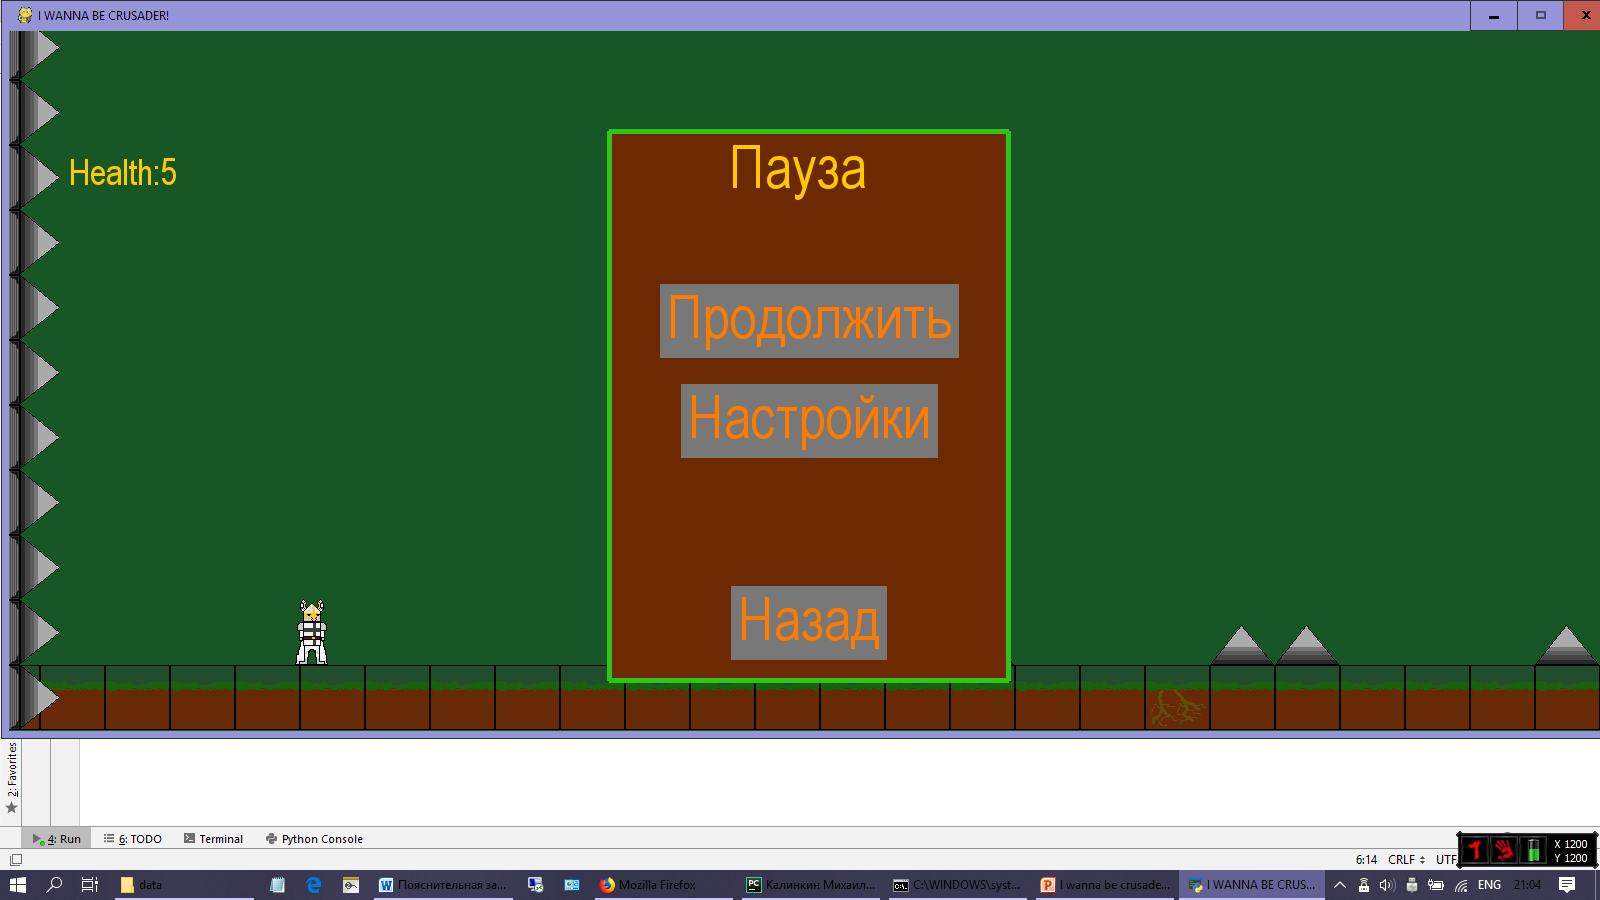 I WANNA BE CRUSADER!
Health:5
Пауза
Продолжить
Настройки
Назад
2: Favorites
4: Run
6: TODO
Terminal
Python Console
6:14
CRLF
UTF
X 1200
Y 1200
data
Пояснительная за...
Mozilla Firefox
Калинкин Михаил...
C:\WINDOWS\syst...
I wanna be crusade...
I WANNA BE CRUS...
ENG
21:04